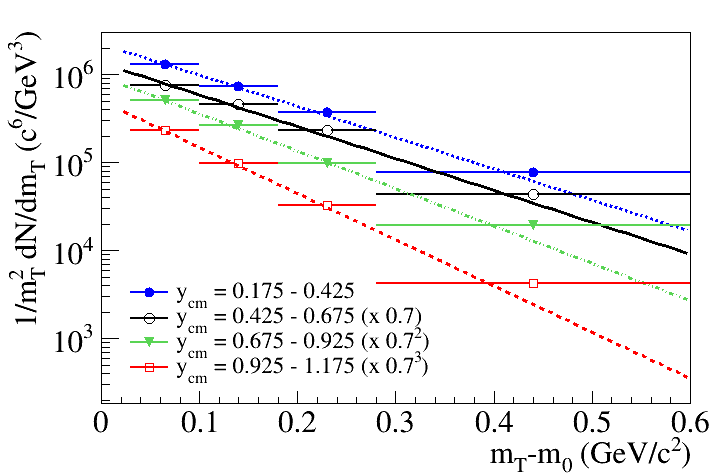 1/m_T^2 dN/dm_T (c^6/GeV^3)
10^6
10^5
10^4
10^3
y_cm = 0.175 - 0.425
y_cm = 0.425 - 0.675 (x 0.7)
y_cm = 0.675 - 0.925 (x 0.7^2)
y_cm = 0.925 - 1.175 (x 0.7^3)
0 0.1 0.2 0.3 0.4 0.5 0.6
m_T-m_0 (GeV/c^2)